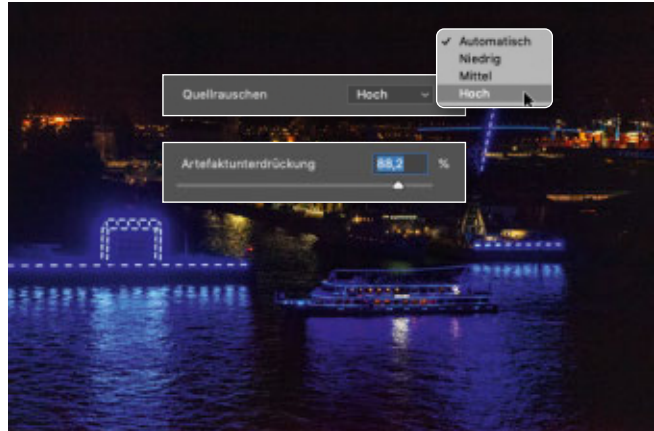 ✓ Automatisch
Niedrig
Mittel
Hoch
Quellrauschen Hoch
Artefaktunterdrückung 88,2 %